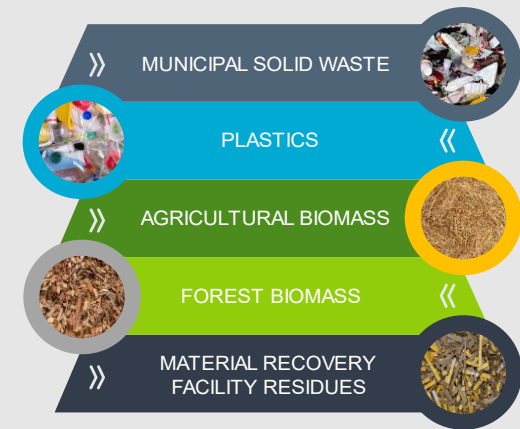 MUNICIPAL SOLID WASTE
PLASTICS
AGRICULTURAL BIOMASS
FOREST BIOMASS
MATERIAL RECOVERY
FACILITY RESIDUES